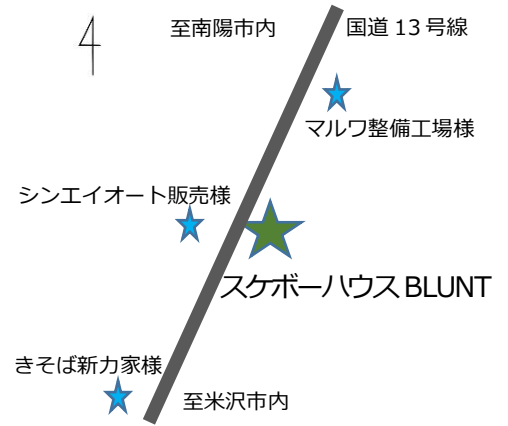 至南陽市内
国道13号線
マルワ整備工場様
シンエイオート販売様
スケボーハウスBLUNT
きそば新力家様
至米沢市内